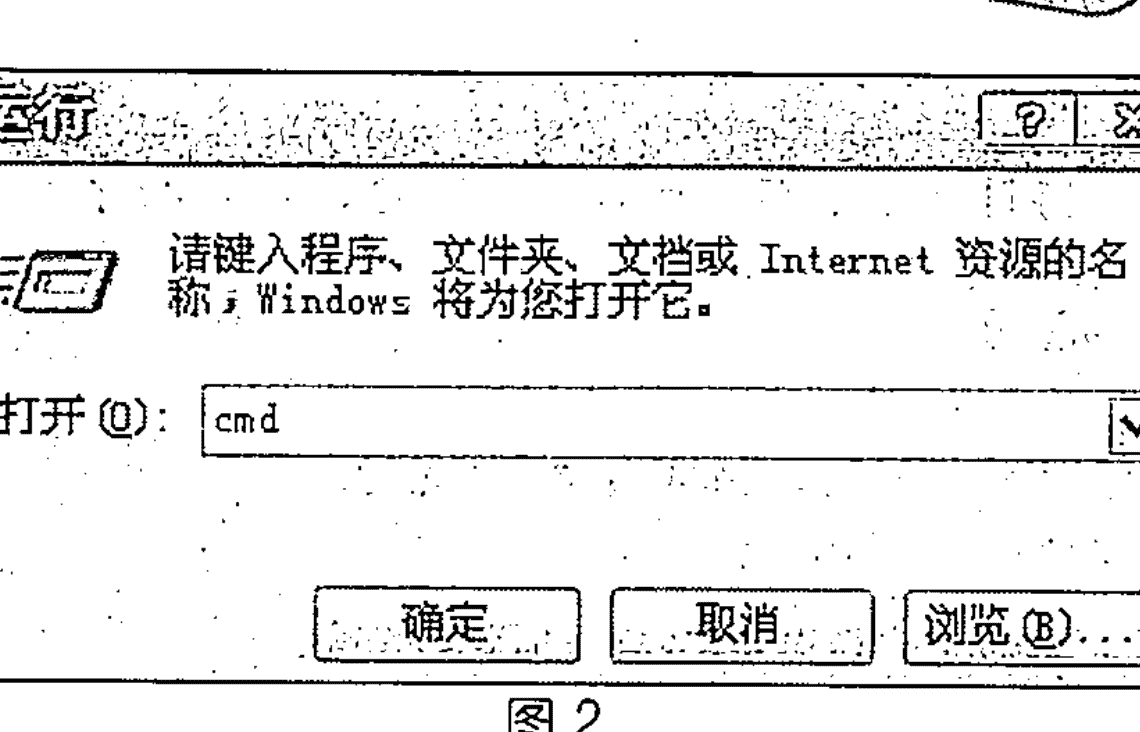 运行
请键入程序、文件夹、文档或 Internet 资源的名
称，Windows 将为您打开它。
打开(O): cmd
确定 取消 浏览(B)...
图 2